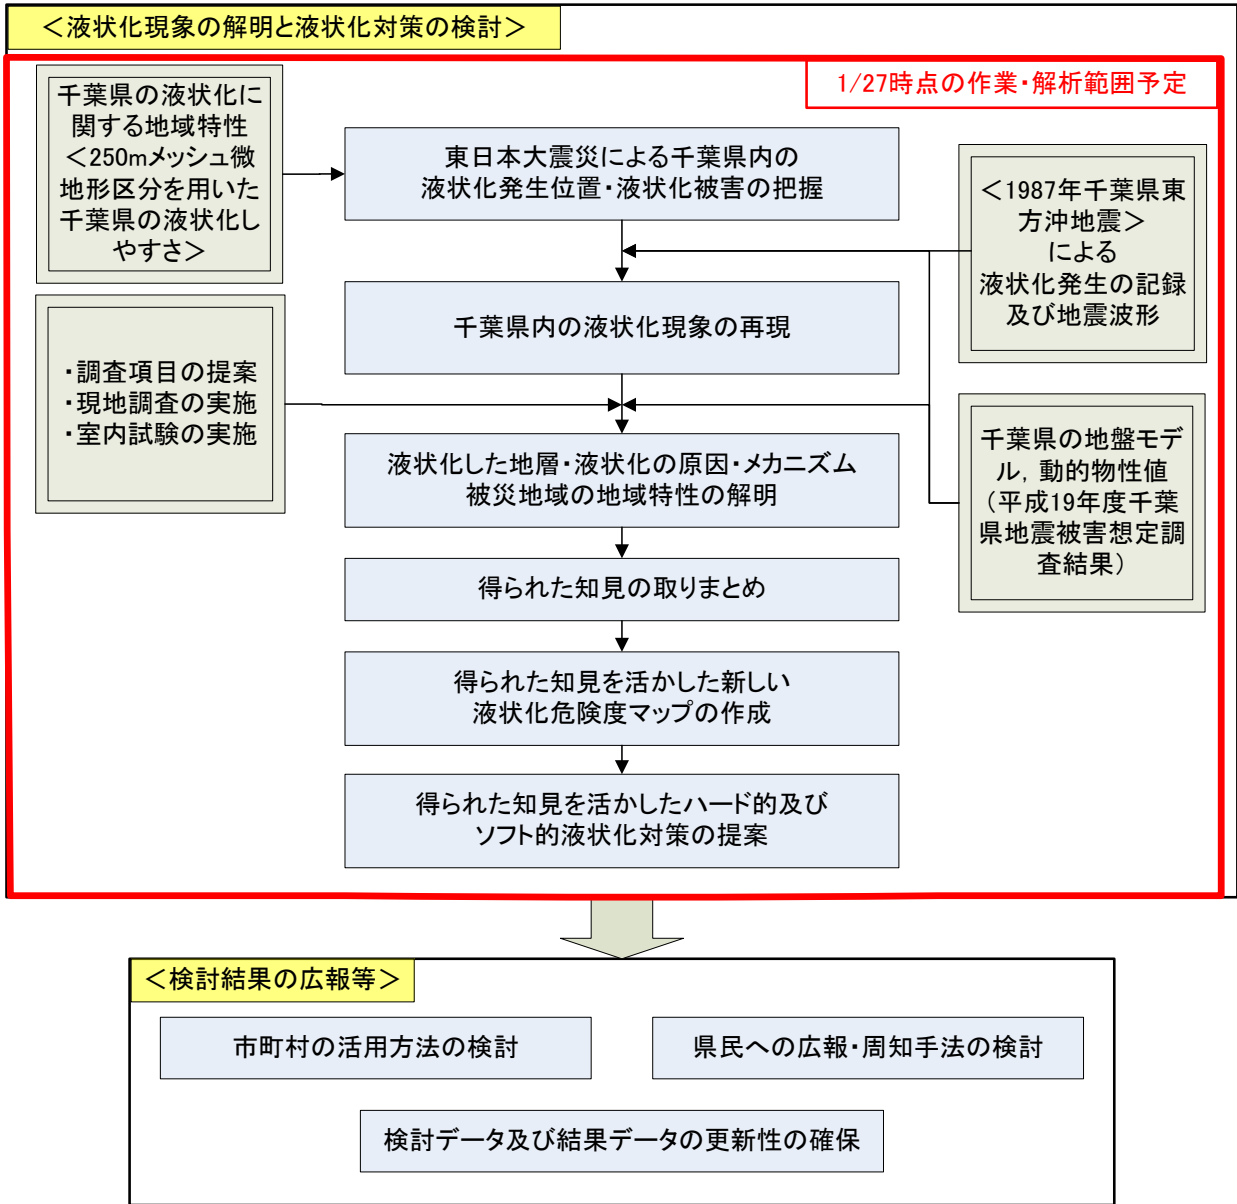 ＜液状化現象の解明と液状化対策の検討＞
1/27時点の作業・解析範囲予定
千葉県の液状化に
関する地域特性
＜250mメッシュ微
地形区分を用いた
千葉県の液状化し
やすさ＞
東日本大震災による千葉県内の
液状化発生位置・液状化被害の把握
＜1987年千葉県東
方沖地震＞
による
液状化発生の記録
及び地震波形
千葉県内の液状化現象の再現
・調査項目の提案
・現地調査の実施
・室内試験の実施
液状化した地層・液状化の原因・メカニズム
被災地域の地域特性の解明
千葉県の地盤モデ
ル，動的物性値
（平成19年度千葉
県地震被害想定調
査結果）
得られた知見の取りまとめ
得られた知見を活かした新しい
液状化危険度マップの作成
得られた知見を活かしたハード的及び
ソフト的液状化対策の提案
＜検討結果の広報等＞
市町村の活用方法の検討
県民への広報・周知手法の検討
検討データ及び結果データの更新性の確保